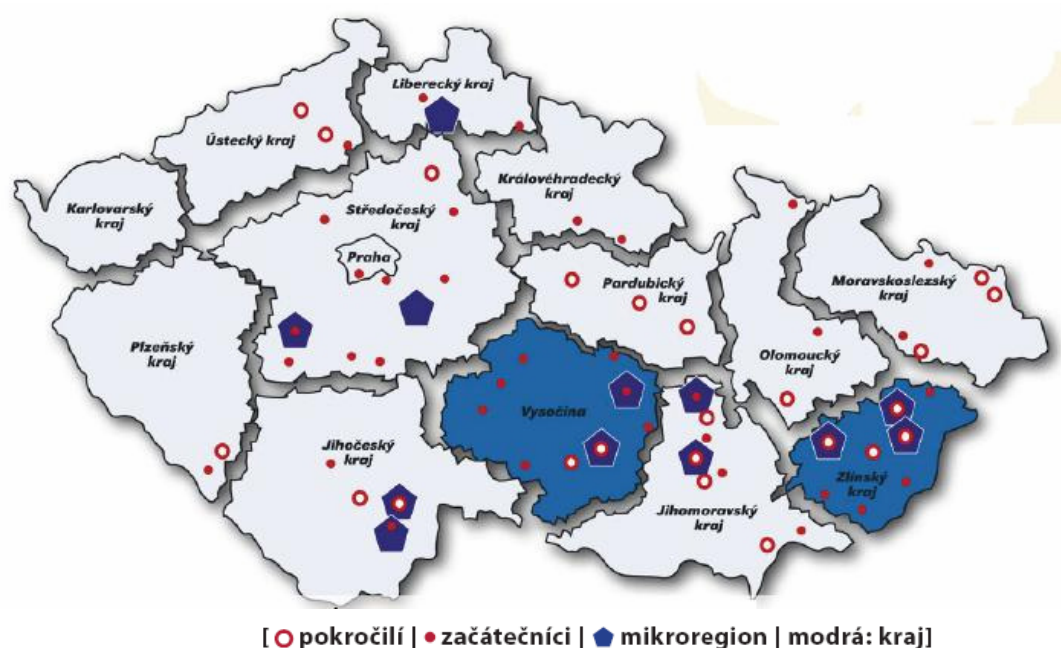 Liberecký kraj
Ústecký kraj
Královéhradecký
kraj
Karlovarský
kraj
Středočeský
kraj
Praha
Pardubický
kraj
Moravskoslezský
kraj
Plzeňský
kraj
Olomoucký
kraj
Vysočina
Jihočeský
kraj
Zlínský
kraj
Jihomoravský
kraj
[ pokročilí | začátečníci | mikroregion | modrá: kraj]